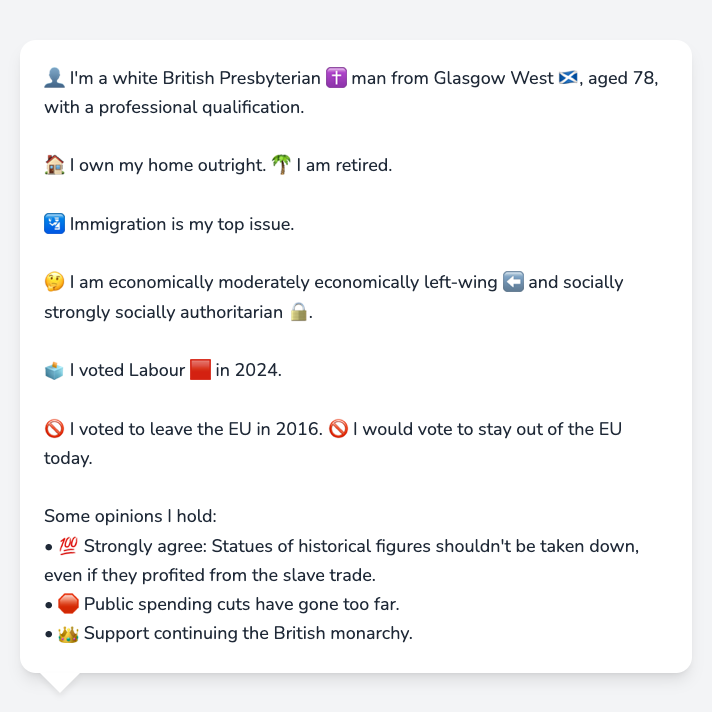 👤 I'm a white British Presbyterian ✝️ man from Glasgow West 🏴󠁧󠁢󠁳󠁣󠁴󠁿, aged 78,
with a professional qualification.
🏠 I own my home outright. 🌴 I am retired.
🛂 Immigration is my top issue.
🤔 I am economically moderately economically left-wing ⬅️ and socially
strongly socially authoritarian 🔒.
🗳️ I voted Labour 🟥 in 2024.
🚫 I voted to leave the EU in 2016. 🚫 I would vote to stay out of the EU
today.
Some opinions I hold:
• 💯 Strongly agree: Statues of historical figures shouldn't be taken down,
even if they profited from the slave trade.
• 🛑 Public spending cuts have gone too far.
• 👑 Support continuing the British monarchy.